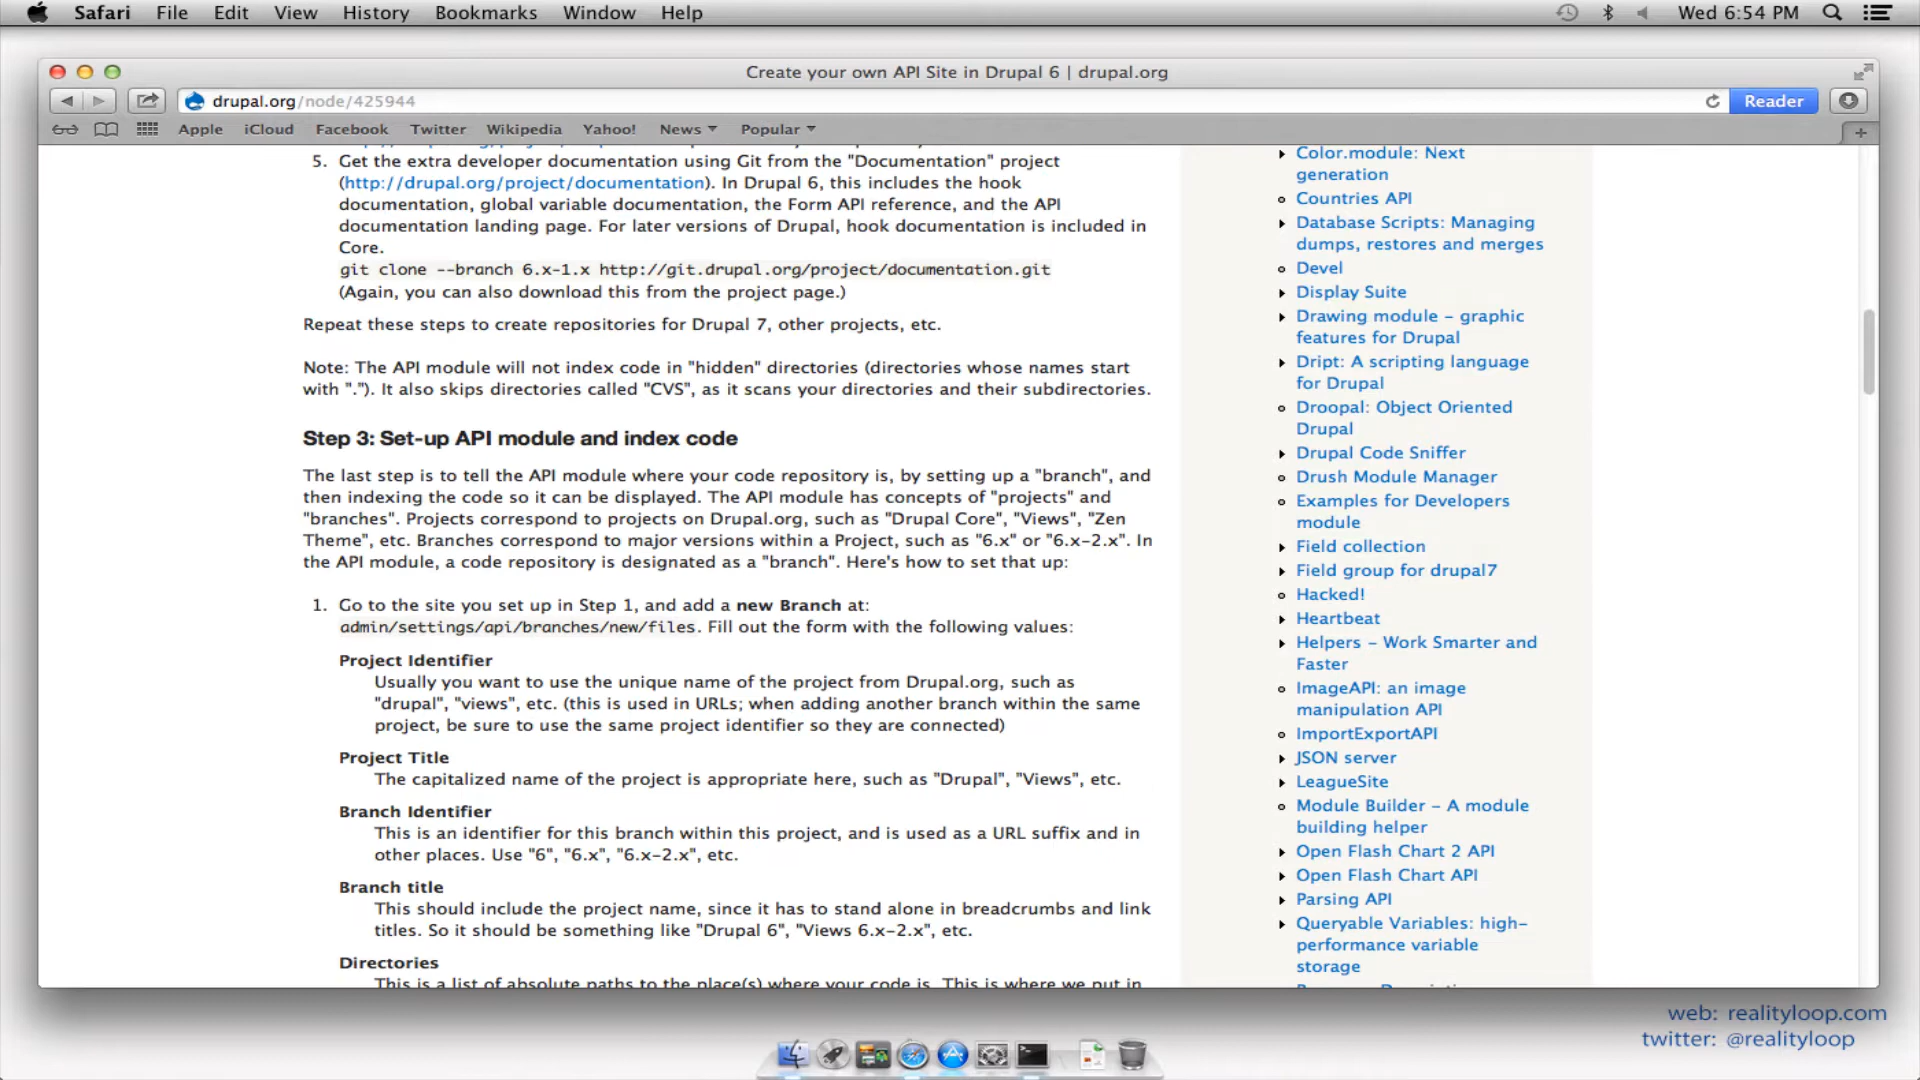 Safari File Edit View History Bookmarks Window Help
Wed 6:54 PM
Create your own API Site in Drupal 6 | drupal.org
drupal.org/node/425944
Reader
Apple iCloud Facebook Twitter Wikipedia Yahoo! News Popular
5. Get the extra developer documentation using Git from the "Documentation" project
(http://drupal.org/project/documentation). In Drupal 6, this includes the hook
documentation, global variable documentation, the Form API reference, and the API
documentation landing page. For later versions of Drupal, hook documentation is included in
Core.
git clone --branch 6.x-1.x http://git.drupal.org/project/documentation.git
(Again, you can also download this from the project page.)
Repeat these steps to create repositories for Drupal 7, other projects, etc.
Note: The API module will not index code in "hidden" directories (directories whose names start
with "."). It also skips directories called "CVS", as it scans your directories and their subdirectories.
Step 3: Set-up API module and index code
The last step is to tell the API module where your code repository is, by setting up a "branch", and
then indexing the code so it can be displayed. The API module has concepts of "projects" and
"branches". Projects correspond to projects on Drupal.org, such as "Drupal Core", "Views", "Zen
Theme", etc. Branches correspond to major versions within a Project, such as "6.x" or "6.x-2.x". In
the API module, a code repository is designated as a "branch". Here's how to set that up:
1. Go to the site you set up in Step 1, and add a new Branch at:
admin/settings/api/branches/new/files. Fill out the form with the following values:
Project Identifier
Usually you want to use the unique name of the project from Drupal.org, such as
"drupal", "views", etc. (this is used in URLs; when adding another branch within the same
project, be sure to use the same project identifier so they are connected)
Project Title
The capitalized name of the project is appropriate here, such as "Drupal", "Views", etc.
Branch Identifier
This is an identifier for this branch within this project, and is used as a URL suffix and in
other places. Use "6", "6.x", "6.x-2.x", etc.
Branch title
This should include the project name, since it has to stand alone in breadcrumbs and link
titles. So it should be something like "Drupal 6", "Views 6.x-2.x", etc.
Directories
This is a list of absolute paths to the place(s) where your code is. This is where we put in
Color.module: Next
generation
Countries API
Database Scripts: Managing
dumps, restores and merges
Devel
Display Suite
Drawing module - graphic
features for Drupal
Dript: A scripting language
for Drupal
Droopal: Object Oriented
Drupal
Drupal Code Sniffer
Drush Module Manager
Examples for Developers
module
Field collection
Field group for drupal7
Hacked!
Heartbeat
Helpers - Work Smarter and
Faster
ImageAPI: an image
manipulation API
ImportExportAPI
JSON server
LeagueSite
Module Builder - A module
building helper
Open Flash Chart 2 API
Open Flash Chart API
Parsing API
Queryable Variables: high-
performance variable
storage
web: realityloop.com
twitter: @realityloop